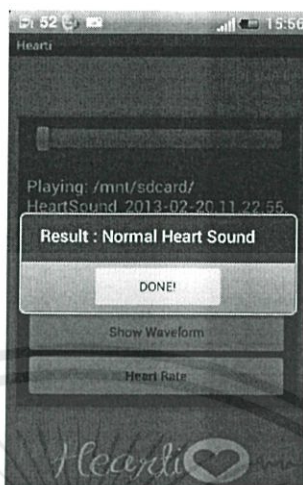 52 15:56
Hearti
Playing: /mnt/sdcard/
HeartSound_2013-02-20.11.22.55
Result : Normal Heart Sound
DONE!
Show Waveform
Heart Rate
Hearti